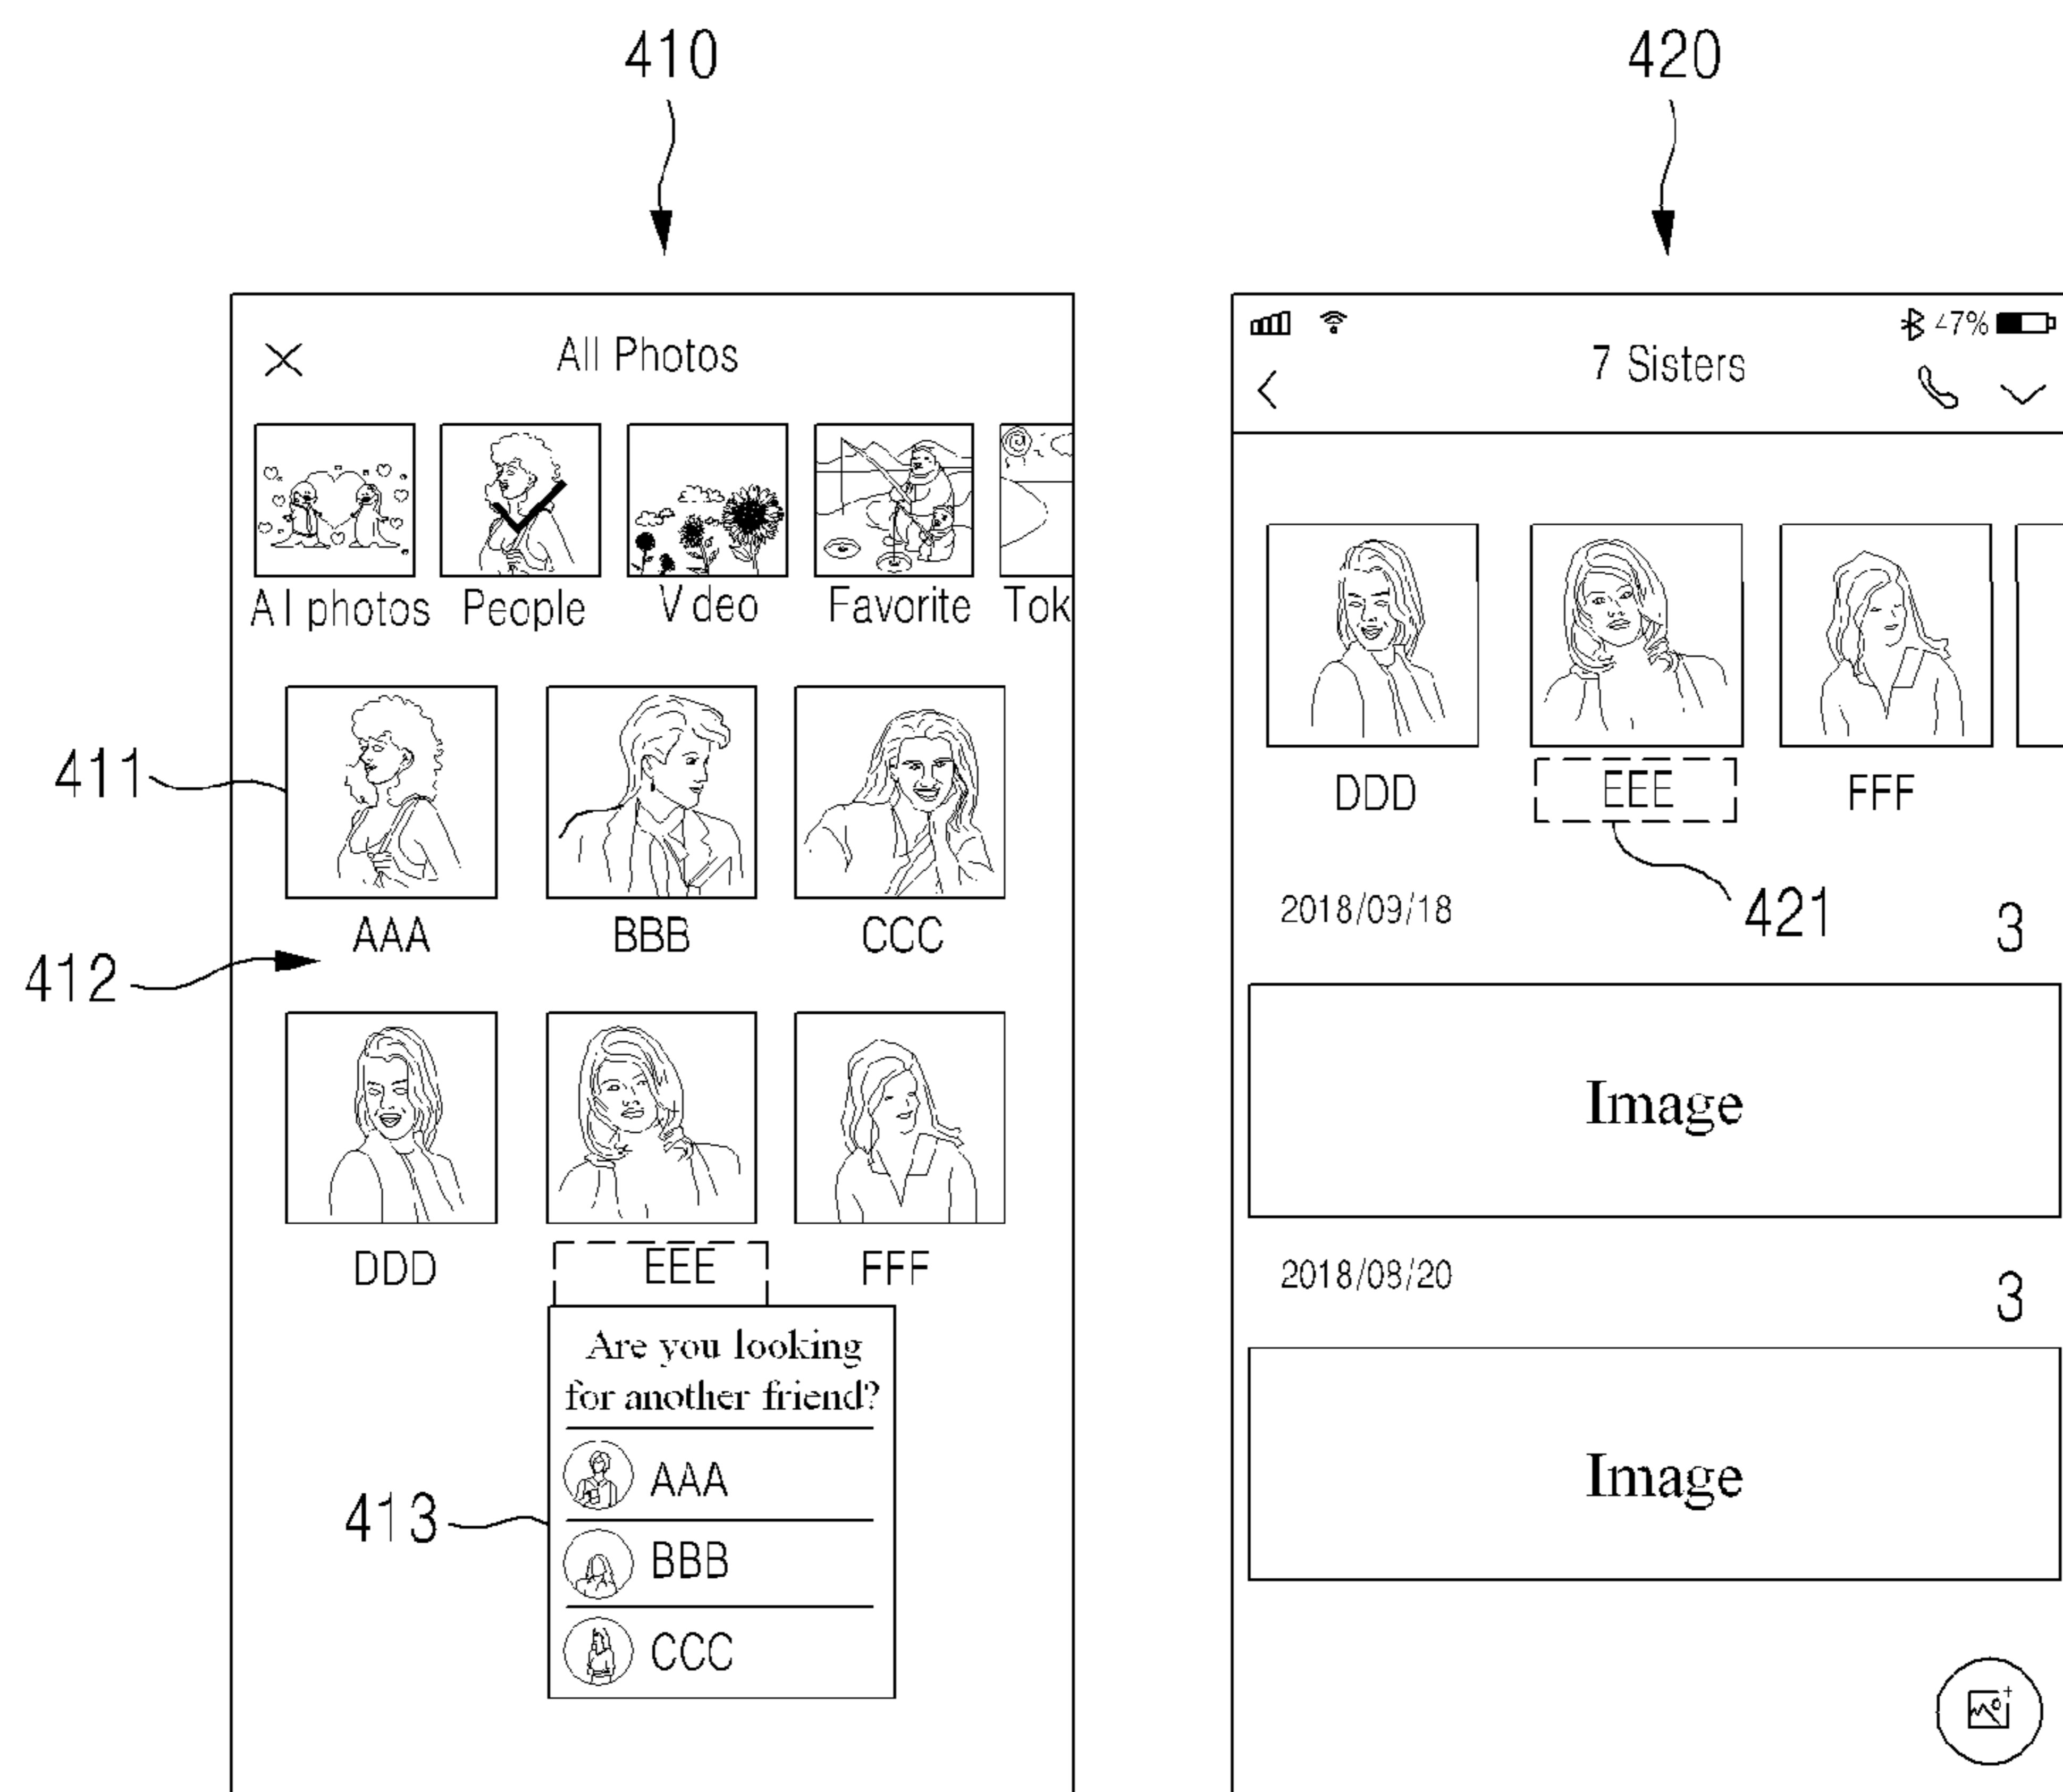 410
All Photos
Al photos People V deo Favorite Tok
411
AAA BBB CCC
412
DDD EEE FFF
Are you looking
for another friend?
AAA
413
BBB
CCC
420
47%
7 Sisters
DDD EEE FFF
421
2018/09/18 3
Image
2018/08/20 3
Image